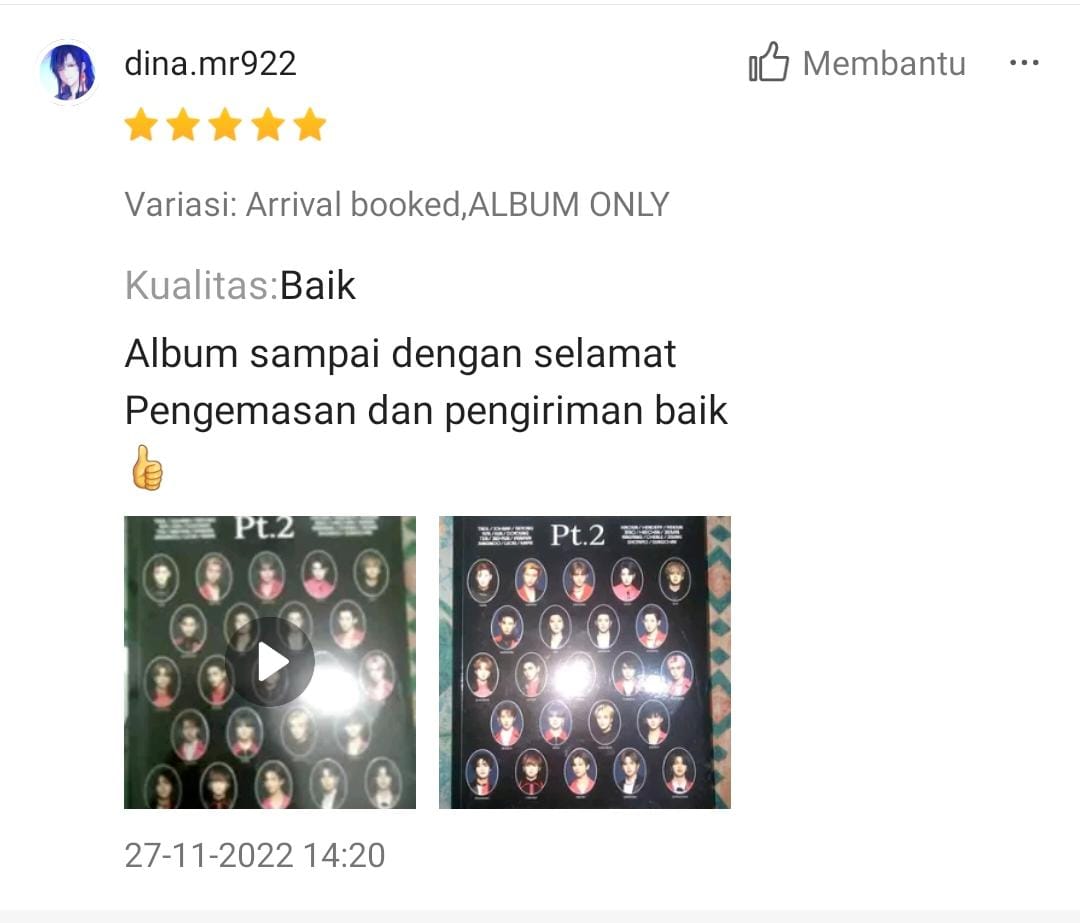 dina.mr922
Membantu
Variasi: Arrival booked,ALBUM ONLY
Kualitas:Baik
Album sampai dengan selamat
Pengemasan dan pengiriman baik
👍
Pt.2
Pt.2
27-11-2022 14:20